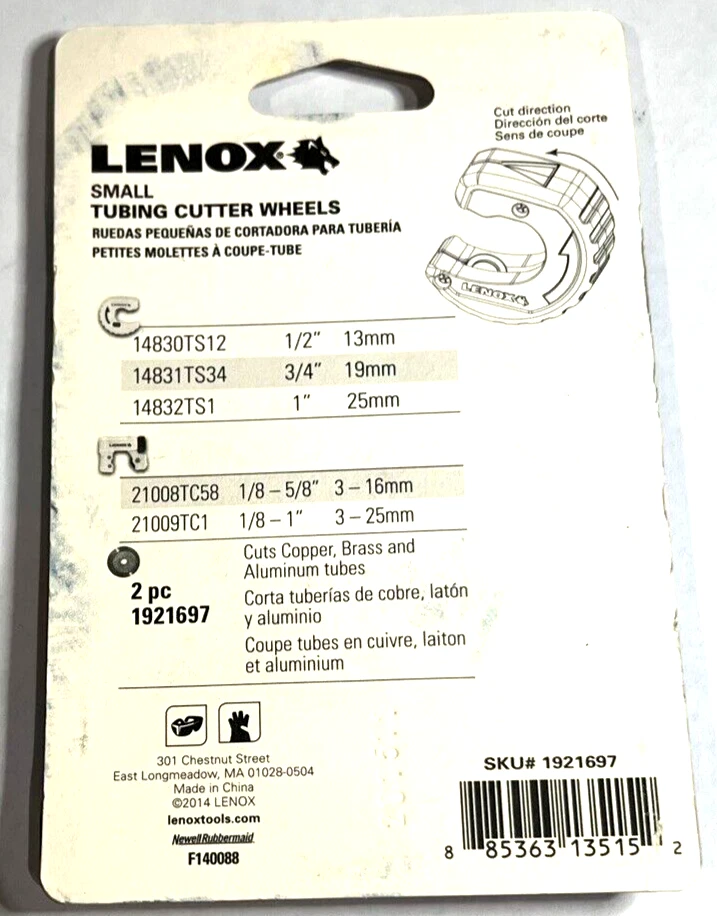 Cut direction
Dirección del corte
Sens de coupe
LENOX
SMALL
TUBING CUTTER WHEELS
RUEDAS PEQUEÑAS DE CORTADORA PARA TUBERÍA
PETITES MOLETTES À COUPE-TUBE
LENOX
14830TS12 1/2" 13mm
14831TS34 3/4" 19mm
14832TS1 1" 25mm
21008TC58 1/8 – 5/8" 3 – 16mm
21009TC1 1/8 – 1" 3 – 25mm
Cuts Copper, Brass and
Aluminum tubes
2 pc
1921697
Corta tuberías de cobre, latón
y aluminio
Coupe tubes en cuivre, laiton
et aluminium
301 Chestnut Street
East Longmeadow, MA 01028-0504
Made in China
©2014 LENOX
lenoxtools.com
NewellRubbermaid
F140088
SKU# 1921697
8 85363 13515 2